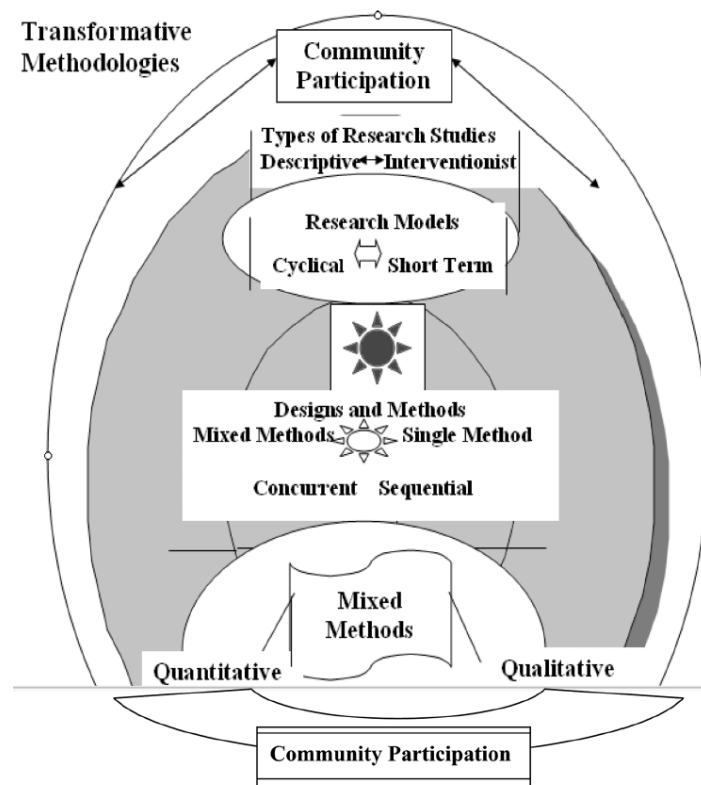 Transformative
Methodologies
Community
Participation
Types of Research Studies
Descriptive Interventionist
Research Models
Cyclical Short Term
Designs and Methods
Mixed Methods Single Method
Concurrent Sequential
Mixed
Methods
Quantitative Qualitative
Community Participation